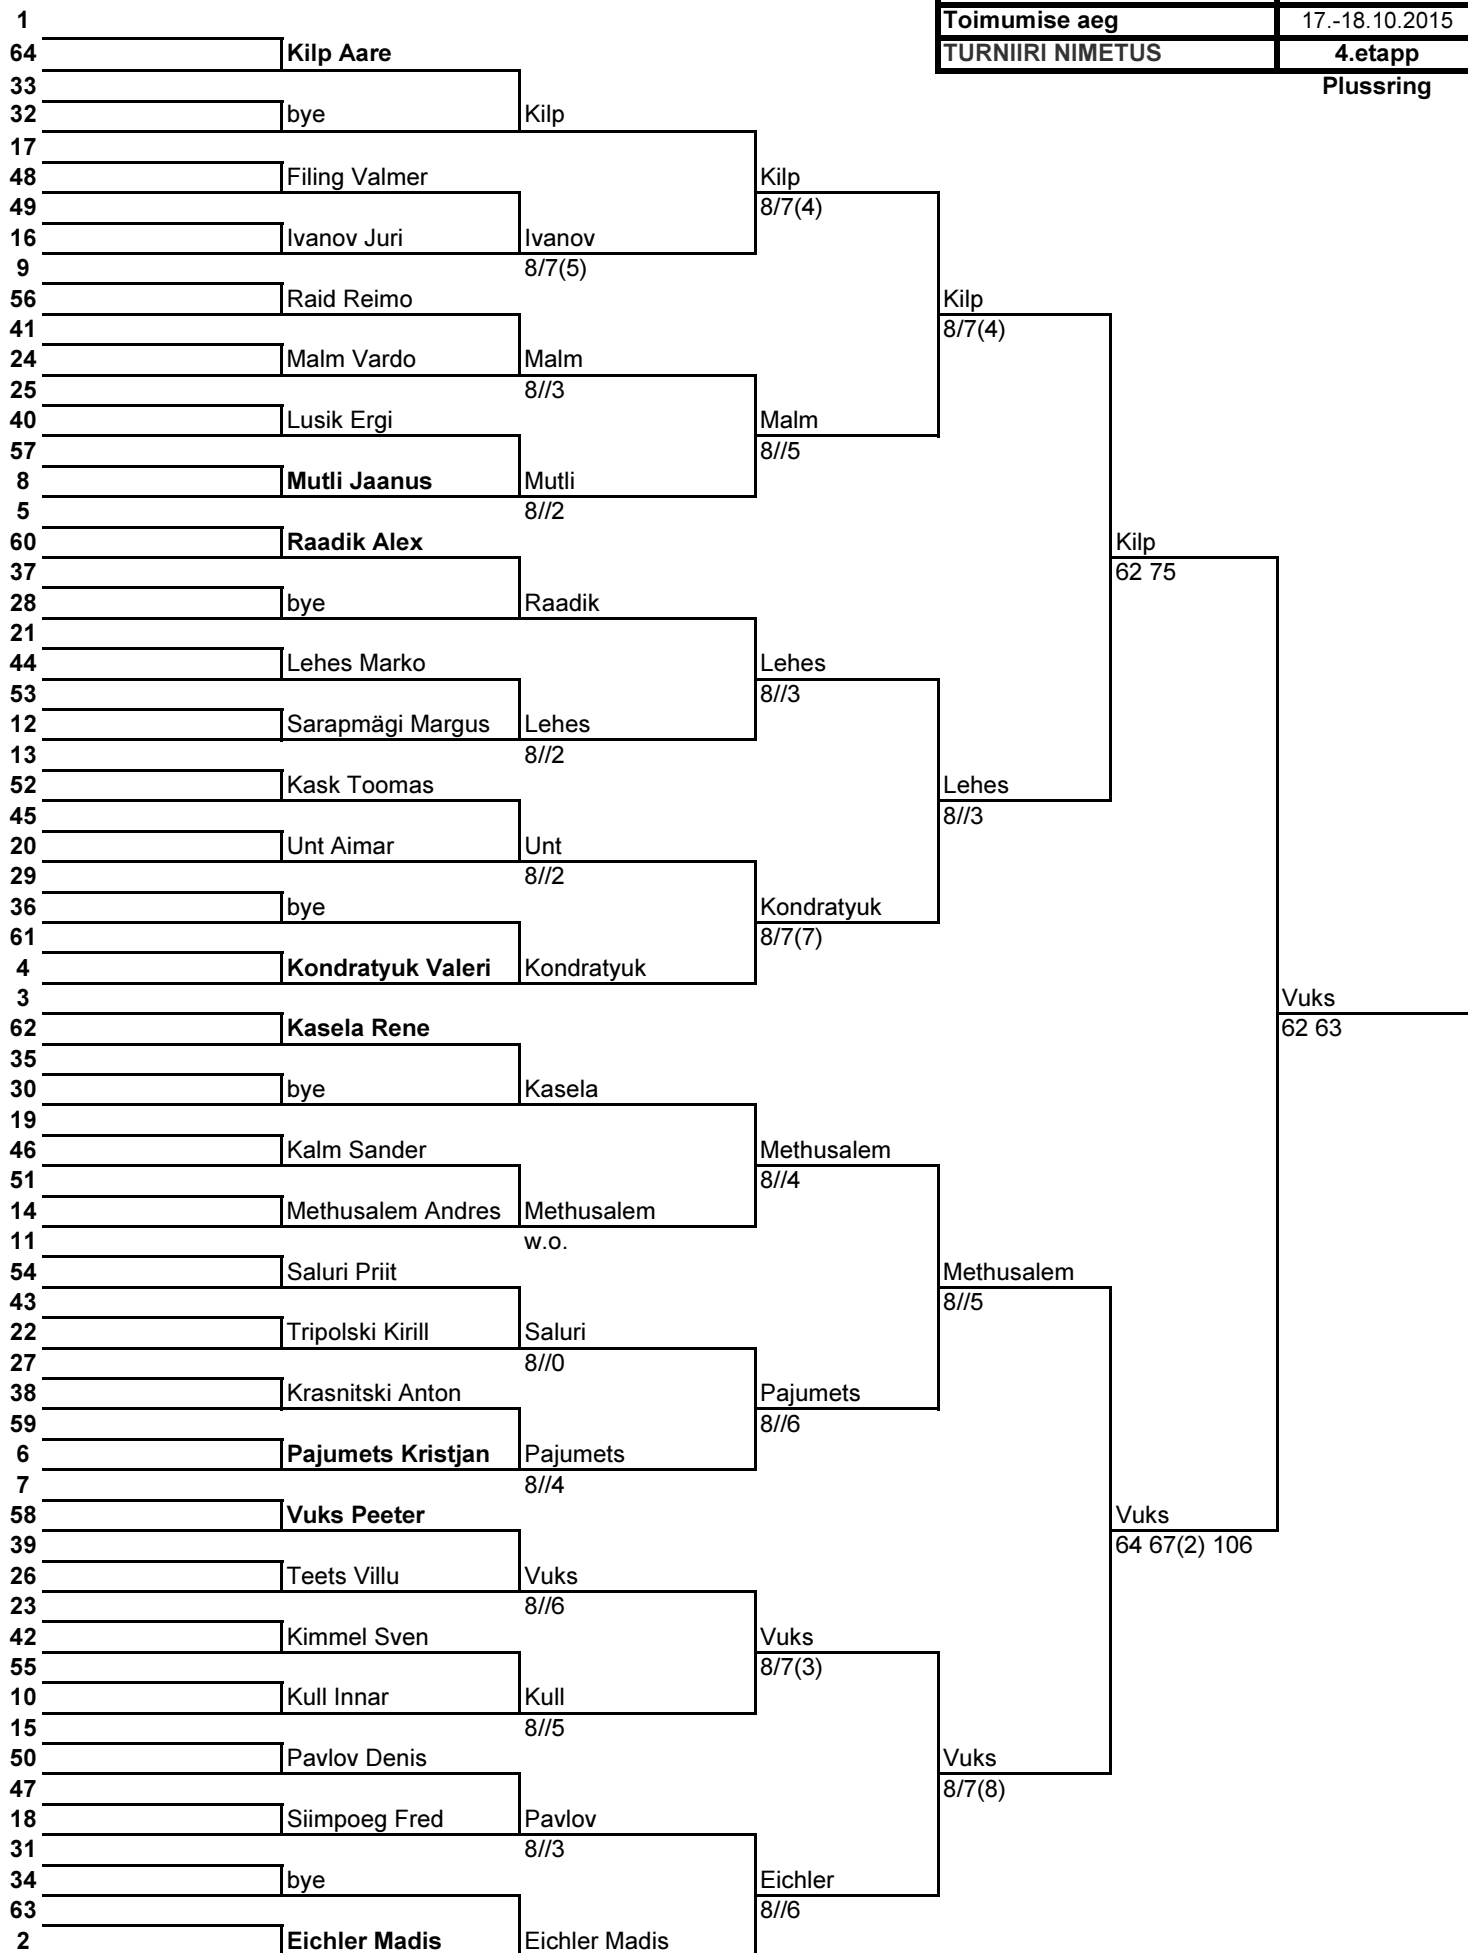 1
Toimumise aeg 17.-18.10.2015
64 Kilp Aare TURNIIRI NIMETUS 4.etapp
33 Plussring
32 bye Kilp
17
48 Filing Valmer Kilp
49 8/7(4)
16 Ivanov Juri Ivanov
9 8/7(5)
56 Raid Reimo Kilp
41 8/7(4)
24 Malm Vardo Malm
25 8//3
40 Lusik Ergi Malm
57 8//5
8 Mutli Jaanus Mutli
5 8//2
60 Raadik Alex Kilp
37 62 75
28 bye Raadik
21
44 Lehes Marko Lehes
53 8//3
12 Sarapmägi Margus Lehes
13 8//2
52 Kask Toomas Lehes
45 8//3
20 Unt Aimar Unt
29 8//2
36 bye Kondratyuk
61 8/7(7)
4 Kondratyuk Valeri Kondratyuk
3 Vuks
62 Kasela Rene 62 63
35
30 bye Kasela
19
46 Kalm Sander Methusalem
51 8//4
14 Methusalem Andres Methusalem
11 w.o.
54 Saluri Priit Methusalem
43 8//5
22 Tripolski Kirill Saluri
27 8//0
38 Krasnitski Anton Pajumets
59 8//6
6 Pajumets Kristjan Pajumets
7 8//4
58 Vuks Peeter Vuks
39 64 67(2) 106
26 Teets Villu Vuks
23 8//6
42 Kimmel Sven Vuks
55 8/7(3)
10 Kull Innar Kull
15 8//5
50 Pavlov Denis Vuks
47 8/7(8)
18 Siimpoeg Fred Pavlov
31 8//3
34 bye Eichler
63 8//6
2 Eichler Madis Eichler Madis